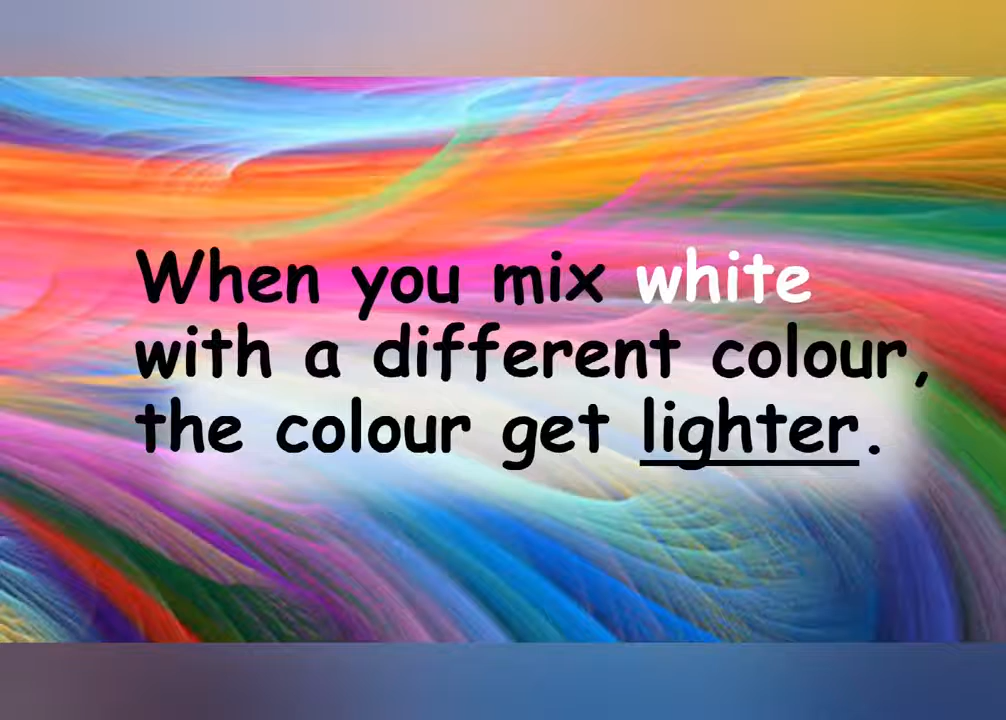 When you mix white
with a different colour,
the colour get lighter.